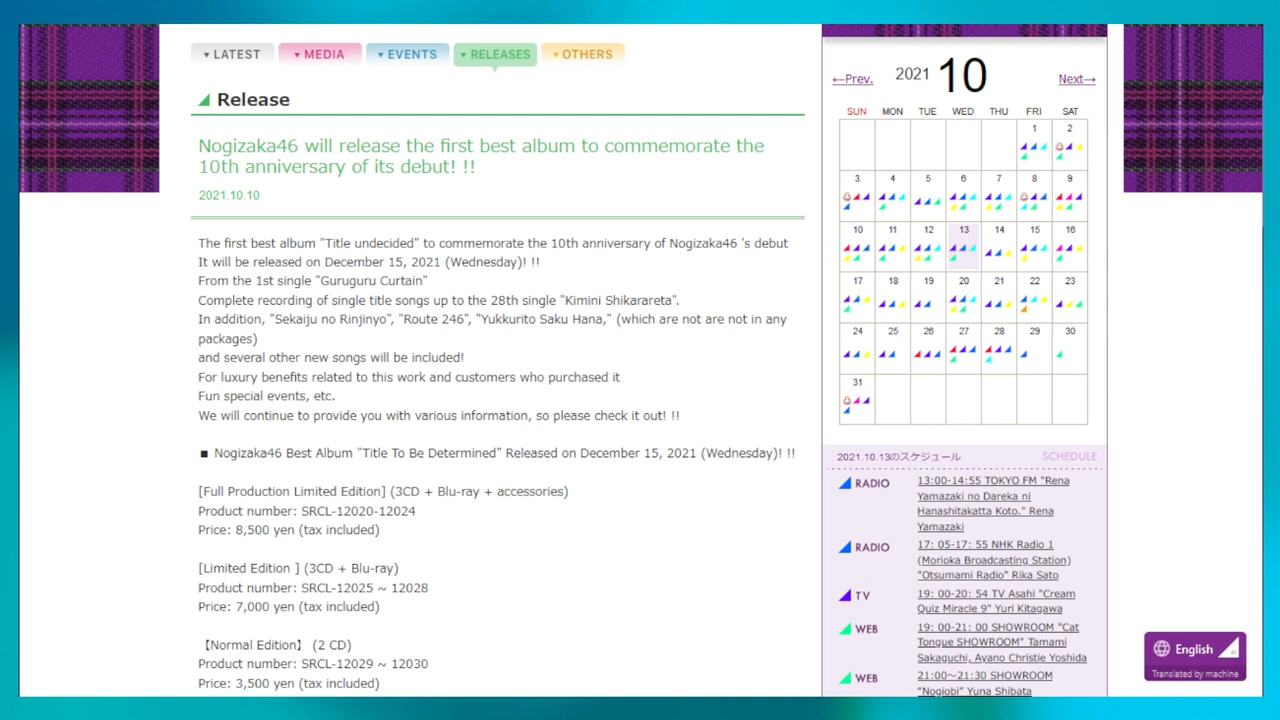 ▾ LATEST ▾ MEDIA ▾ EVENTS ▾ RELEASES ▾ OTHERS
Release
Nogizaka46 will release the first best album to commemorate the
10th anniversary of its debut! !!
2021.10.10
The first best album "Title undecided" to commemorate the 10th anniversary of Nogizaka46 's debut
It will be released on December 15, 2021 (Wednesday)! !!
From the 1st single "Guruguru Curtain"
Complete recording of single title songs up to the 28th single "Kimini Shikarareta".
In addition, "Sekaiju no Rinjinyo", "Route 246", "Yukkurito Saku Hana," (which are not are not in any
packages)
and several other new songs will be included!
For luxury benefits related to this work and customers who purchased it
Fun special events, etc.
We will continue to provide you with various information, so please check it out! !!
■ Nogizaka46 Best Album "Title To Be Determined" Released on December 15, 2021 (Wednesday)! !!
[Full Production Limited Edition] (3CD + Blu-ray + accessories)
Product number: SRCL-12020-12024
Price: 8,500 yen (tax included)
[Limited Edition ] (3CD + Blu-ray)
Product number: SRCL-12025 ~ 12028
Price: 7,000 yen (tax included)
【Normal Edition】 (2 CD)
Product number: SRCL-12029 ~ 12030
Price: 3,500 yen (tax included)
←Prev. 2021 10 Next→
SUN MON TUE WED THU FRI SAT
1 2
3 4 5 6 7 8 9
10 11 12 13 14 15 16
17 18 19 20 21 22 23
24 25 26 27 28 29 30
31
2021.10.13のスケジュール SCHEDULE
RADIO 13:00-14:55 TOKYO FM "Rena
Yamazaki no Dareka ni
Hanashitakatta Koto." Rena
Yamazaki
RADIO 17: 05-17: 55 NHK Radio 1
(Morioka Broadcasting Station)
"Otsumami Radio" Rika Sato
TV 19: 00-20: 54 TV Asahi "Cream
Quiz Miracle 9" Yuri Kitagawa
WEB 19: 00-21: 00 SHOWROOM "Cat
Tongue SHOWROOM" Tamami
Sakaguchi, Ayano Christie Yoshida
WEB 21:00～21:30 SHOWROOM
"Nogiobi" Yuna Shibata
English
Translated by machine